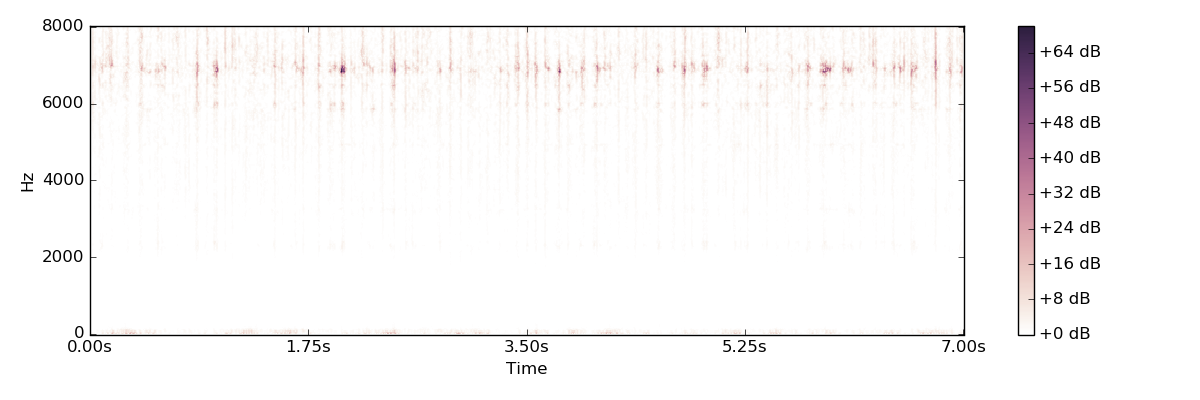 8000
6000
4000
2000
0
Hz
0.00s
1.75s
3.50s
5.25s
7.00s
Time
+64 dB
+56 dB
+48 dB
+40 dB
+32 dB
+24 dB
+16 dB
+8 dB
+0 dB